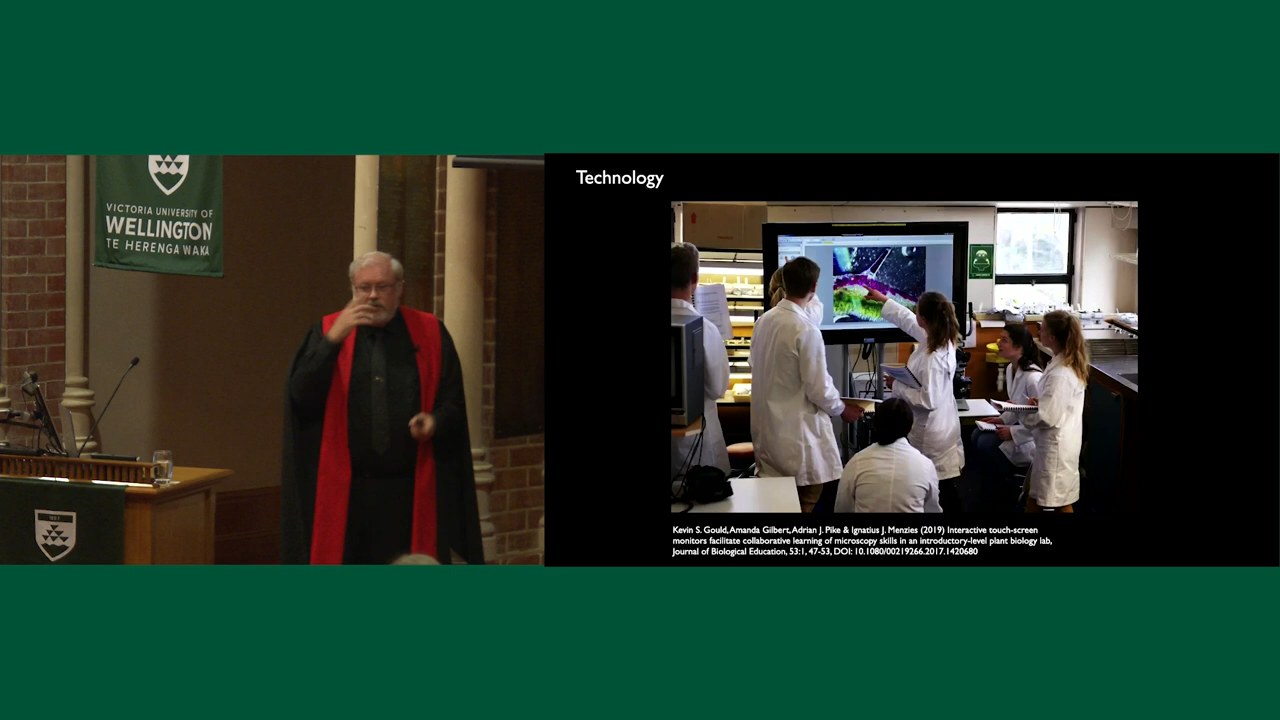 VICTORIA UNIVERSITY OF
WELLINGTON
TE HERENGA WAKA
Technology
Kevin S. Gould, Amanda Gilbert, Adrian J. Pike & Ignatius J. Menzies (2019) Interactive touch-screen
monitors facilitate collaborative learning of microscopy skills in an introductory-level plant biology lab,
Journal of Biological Education, 53:1, 47-53, DOI: 10.1080/00219266.2017.1420680